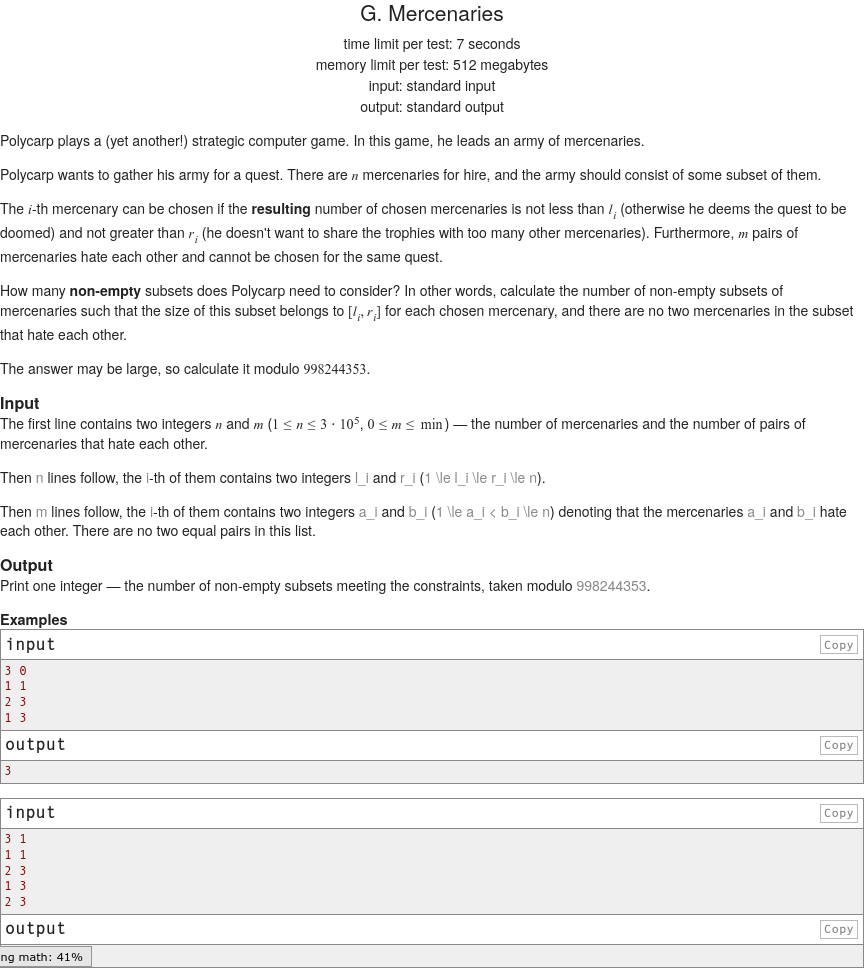 G. Mercenaries
time limit per test: 7 seconds
memory limit per test: 512 megabytes
input: standard input
output: standard output
Polycarp plays a (yet another!) strategic computer game. In this game, he leads an army of mercenaries.
Polycarp wants to gather his army for a quest. There are n mercenaries for hire, and the army should consist of some subset of them.
The i-th mercenary can be chosen if the resulting number of chosen mercenaries is not less than l_i (otherwise he deems the quest to be
doomed) and not greater than r_i (he doesn't want to share the trophies with too many other mercenaries). Furthermore, m pairs of
mercenaries hate each other and cannot be chosen for the same quest.
How many non-empty subsets does Polycarp need to consider? In other words, calculate the number of non-empty subsets of
mercenaries such that the size of this subset belongs to [l_i, r_i] for each chosen mercenary, and there are no two mercenaries in the subset
that hate each other.
The answer may be large, so calculate it modulo 998244353.
Input
The first line contains two integers n and m (1 ≤ n ≤ 3 · 10^5, 0 ≤ m ≤ min) — the number of mercenaries and the number of pairs of
mercenaries that hate each other.
Then n lines follow, the i-th of them contains two integers l_i and r_i (1 \le l_i \le r_i \le n).
Then m lines follow, the i-th of them contains two integers a_i and b_i (1 \le a_i < b_i \le n) denoting that the mercenaries a_i and b_i hate
each other. There are no two equal pairs in this list.
Output
Print one integer — the number of non-empty subsets meeting the constraints, taken modulo 998244353.
Examples
input Copy
3 0
1 1
2 3
1 3
output Copy
3
input Copy
3 1
1 1
2 3
1 3
2 3
output Copy
ng math: 41%